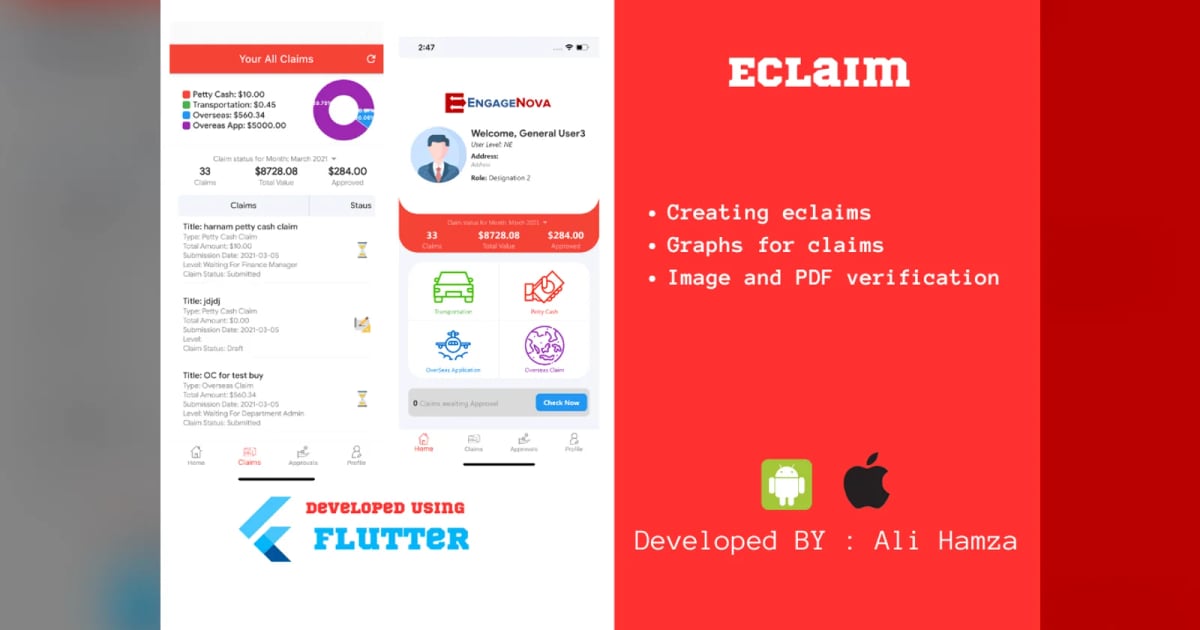 Your All Claims
Petty Cash: $10.00
Transportation: $0.45
Overseas: $560.34
Overeas App: $5000.00
Claim status for Month: March 2021
33
$8728.08
$284.00
Claims
Total Value
Approved
Claims
Staus
Title: harnam petty cash claim
Type: Petty Cash Claim
Total Amount: $10.00
Submission Date: 2021-03-05
Level: Waiting For Finance Manager
Claim Status: Submitted
Title: jdjdj
Type: Petty Cash Claim
Total Amount: $0.00
Submission Date: 2021-03-05
Level:
Claim Status: Draft
Title: OC for test buy
Type: Overseas Claim
Total Amount: $560.34
Submission Date: 2021-03-05
Level: Waiting For Department Admin
Claim Status: Submitted
Home
Claims
Approvals
Profile
2:47
ENGAGENOVA
Welcome, General User3
User Level: NE
Address:
Address
Role: Designation 2
Claim status for Month: March 2021
33
$8728.08
$284.00
Claims
Total Value
Approved
Transportation
Petty Cash
OverSeas Application
Overseas Claim
0 Claims awaiting Approval
Check Now
Home
Claims
Approvals
Profile
Developed using
Flutter
Eclaim
• Creating eclaims
• Graphs for claims
• Image and PDF verification
Developed BY : Ali Hamza